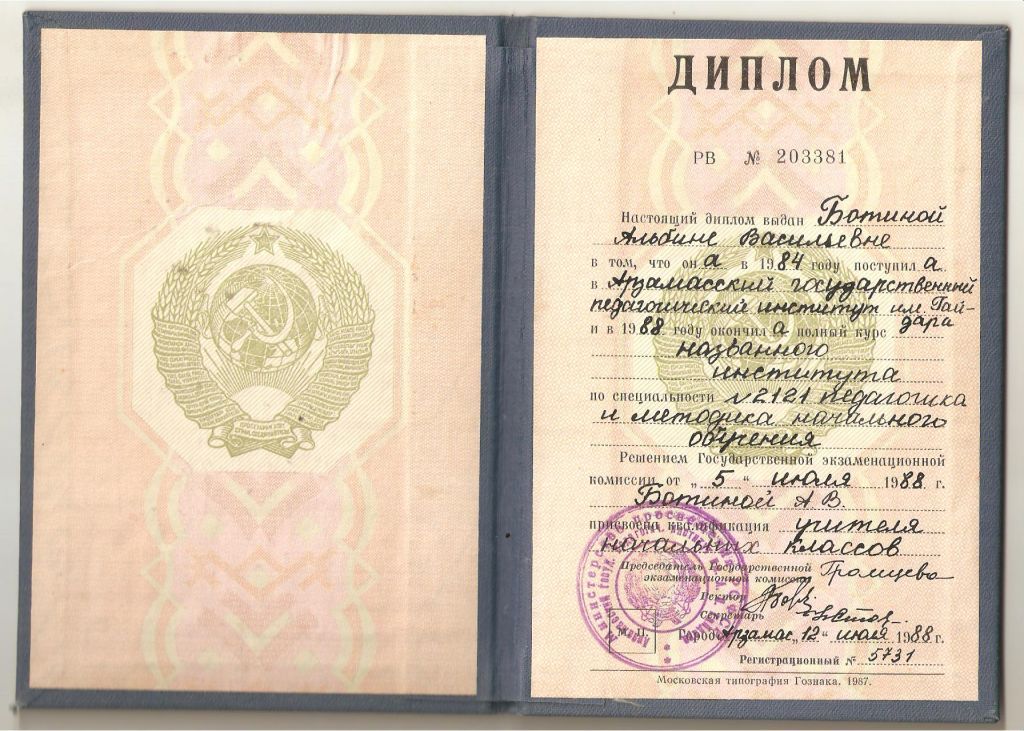 ДИПЛОМ
РВ № 203381
Настоящий диплом выдан Ботиной
Альбине Васильевне
в том, что она в 1984 году поступила
в Арзамасский государственный
педагогический институт им. Гай-
дара
и в 1988 году окончила полный курс
названного
института
по специальности №2121 педагогика
и методика начального
обучения
Решением Государственной экзаменационной
комиссии от „5“ июля 1988 г.
Ботиной А. В.
присвоена квалификация учителя
начальных классов
Председатель Государственной
экзаменационной комиссии
Ректор
Секретарь
М. П. Город Арзамас „12“ июля 1988 г.
Регистрационный № 5731
Московская типография Гознака. 1987.